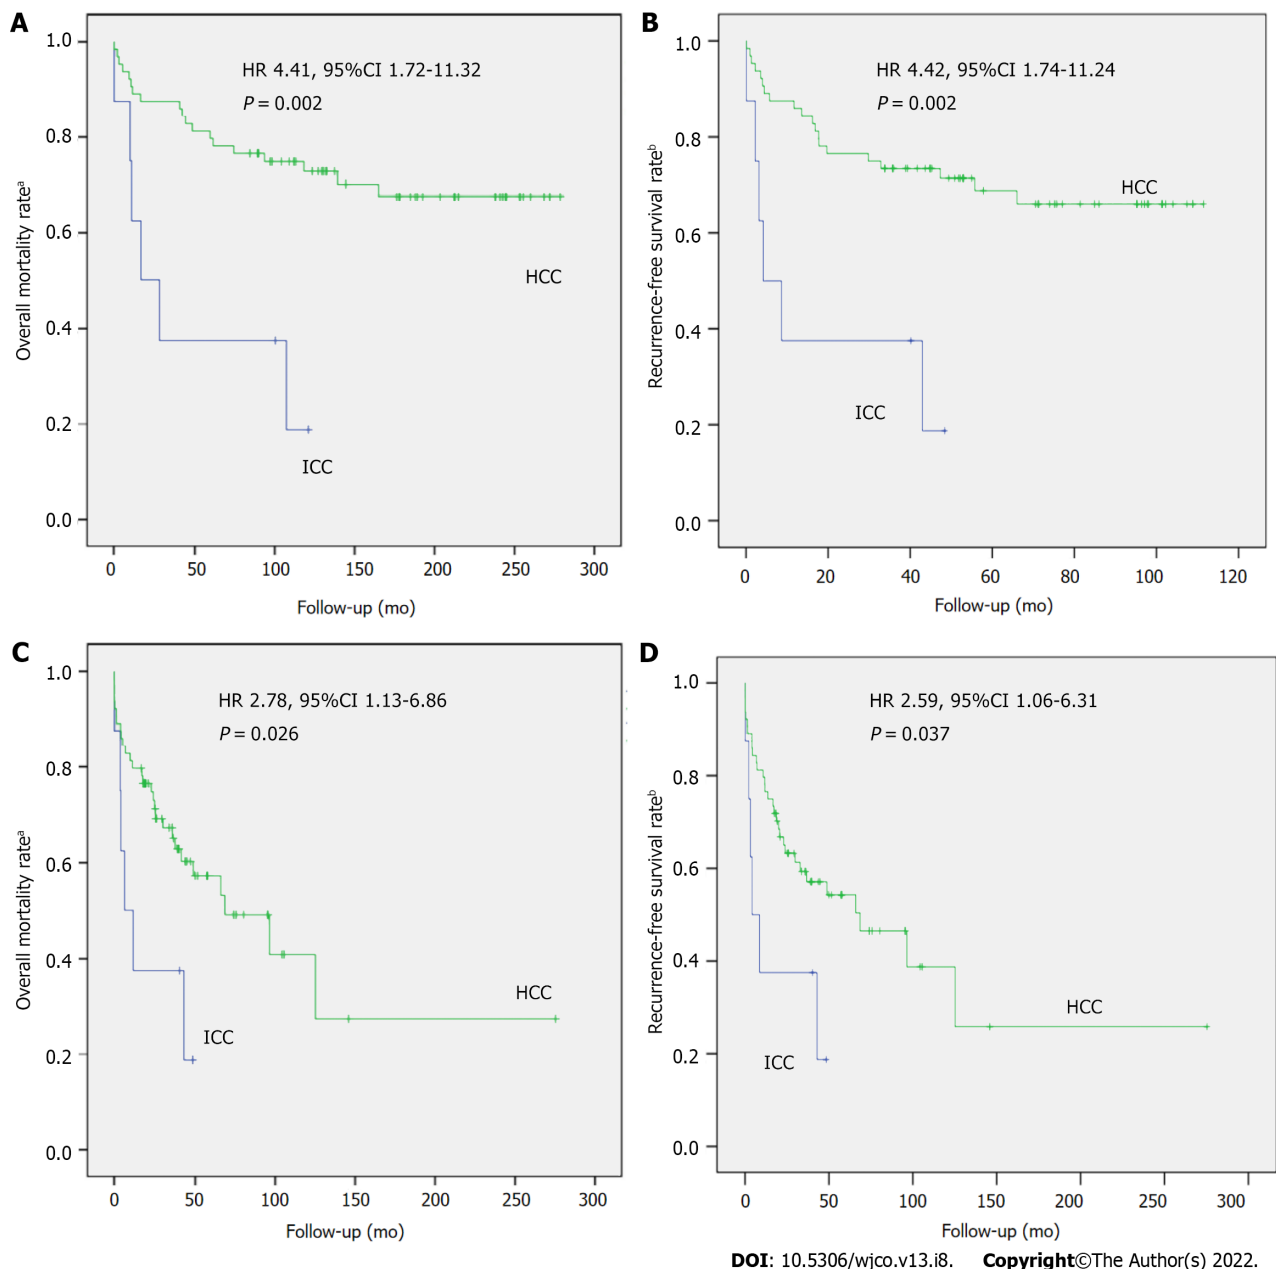 A
HR 4.41, 95%CI 1.72-11.32
P = 0.002
Overall mortality rateᵃ
1.0
0.8
0.6
0.4
0.2
0.0
HCC
ICC
0 50 100 150 200 250 300
Follow-up (mo)
B
HR 4.42, 95%CI 1.74-11.24
P = 0.002
Recurrence-free survival rateᵇ
1.0
0.8
0.6
0.4
0.2
0.0
HCC
ICC
0 20 40 60 80 100 120
Follow-up (mo)
C
HR 2.78, 95%CI 1.13-6.86
P = 0.026
Overall mortality rateᵃ
1.0
0.8
0.6
0.4
0.2
0.0
HCC
ICC
0 50 100 150 200 250 300
Follow-up (mo)
D
HR 2.59, 95%CI 1.06-6.31
P = 0.037
Recurrence-free survival rateᵇ
1.0
0.8
0.6
0.4
0.2
0.0
HCC
ICC
0 50 100 150 200 250 300
Follow-up (mo)
DOI: 10.5306/wjco.v13.i8. Copyright©The Author(s) 2022.